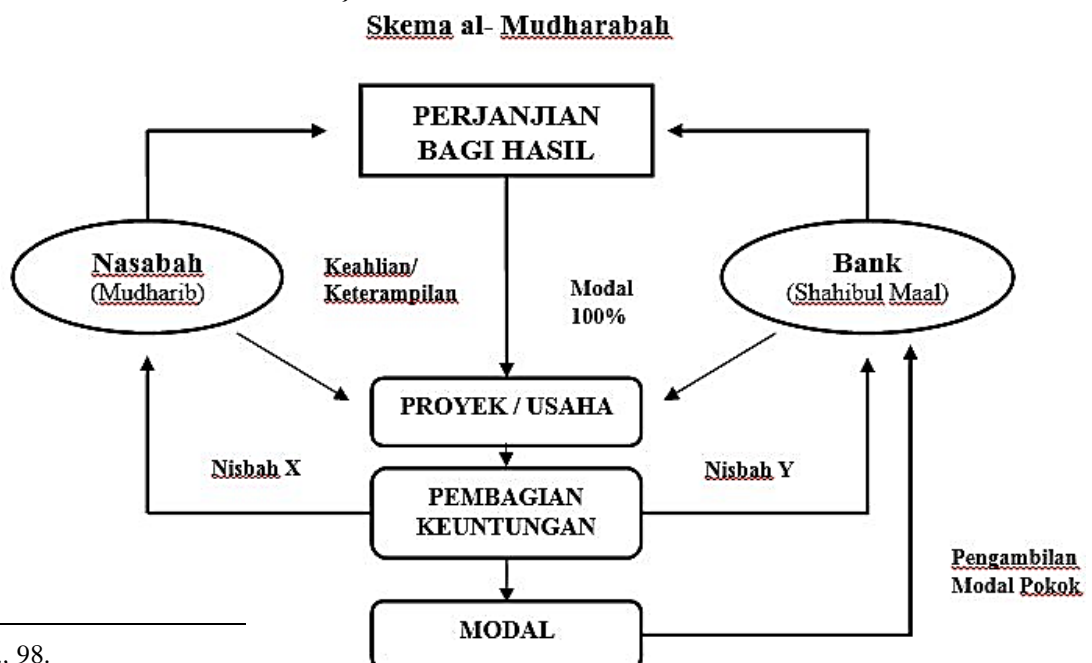 Skema al- Mudharabah
PERJANJIAN
BAGI HASIL
Nasabah
(Mudharib)
Keahlian/
Keterampilan
Modal
100%
Bank
(Shahibul Maal)
PROYEK / USAHA
Nisbah X
Nisbah Y
PEMBAGIAN
KEUNTUNGAN
Pengambilan
Modal Pokok
MODAL
. 98.